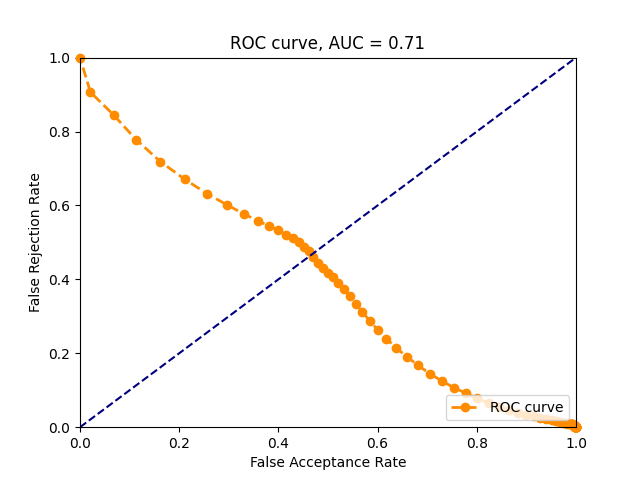 ROC curve, AUC = 0.71
1.0
0.8
0.6
0.4
0.2
0.0
False Rejection Rate
ROC curve
0.0 0.2 0.4 0.6 0.8 1.0
False Acceptance Rate